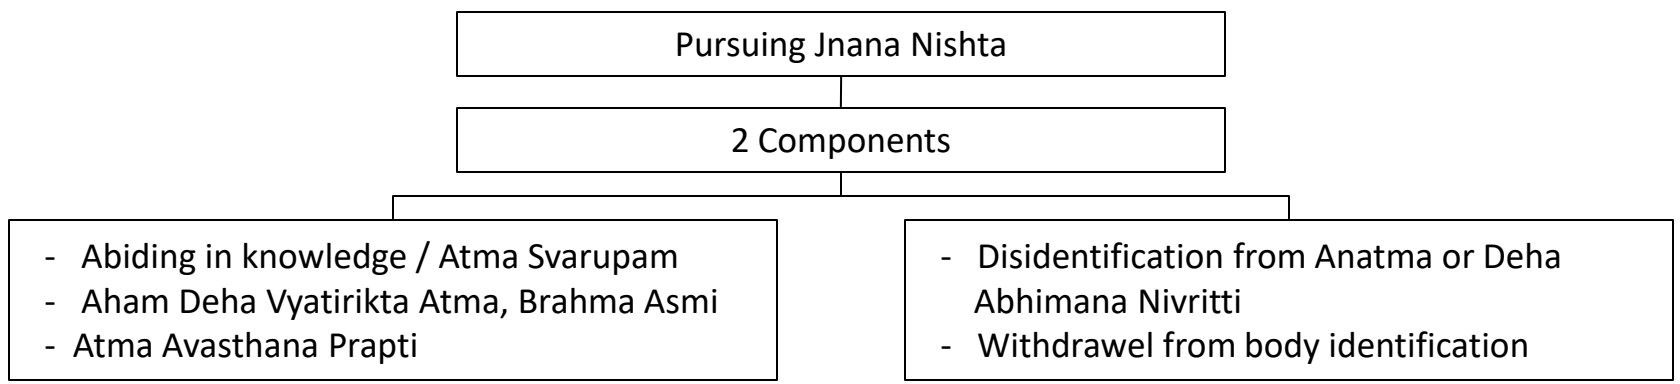 Pursuing Jnana Nishta
2 Components
- Abiding in knowledge / Atma Svarupam
- Aham Deha Vyatirikta Atma, Brahma Asmi
- Atma Avasthana Prapti
- Disidentification from Anatma or Deha
Abhimana Nivritti
- Withdrawel from body identification